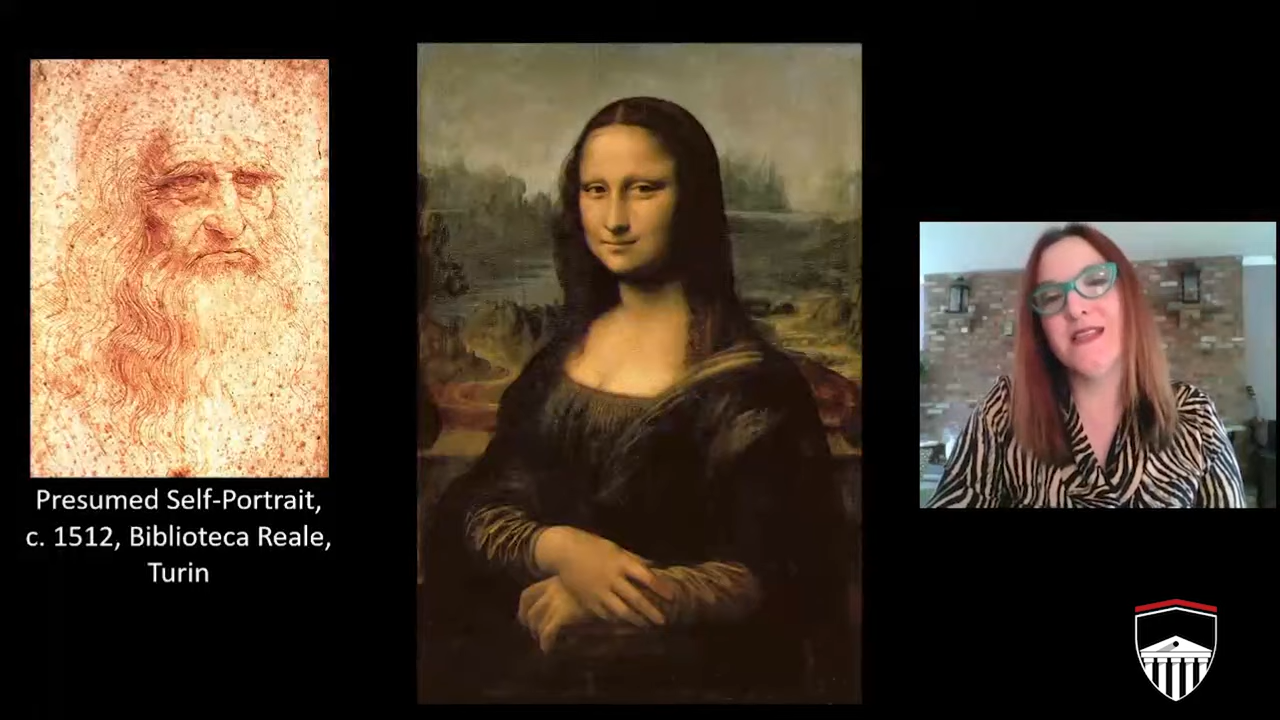 Presumed Self-Portrait,
c. 1512, Biblioteca Reale,
Turin